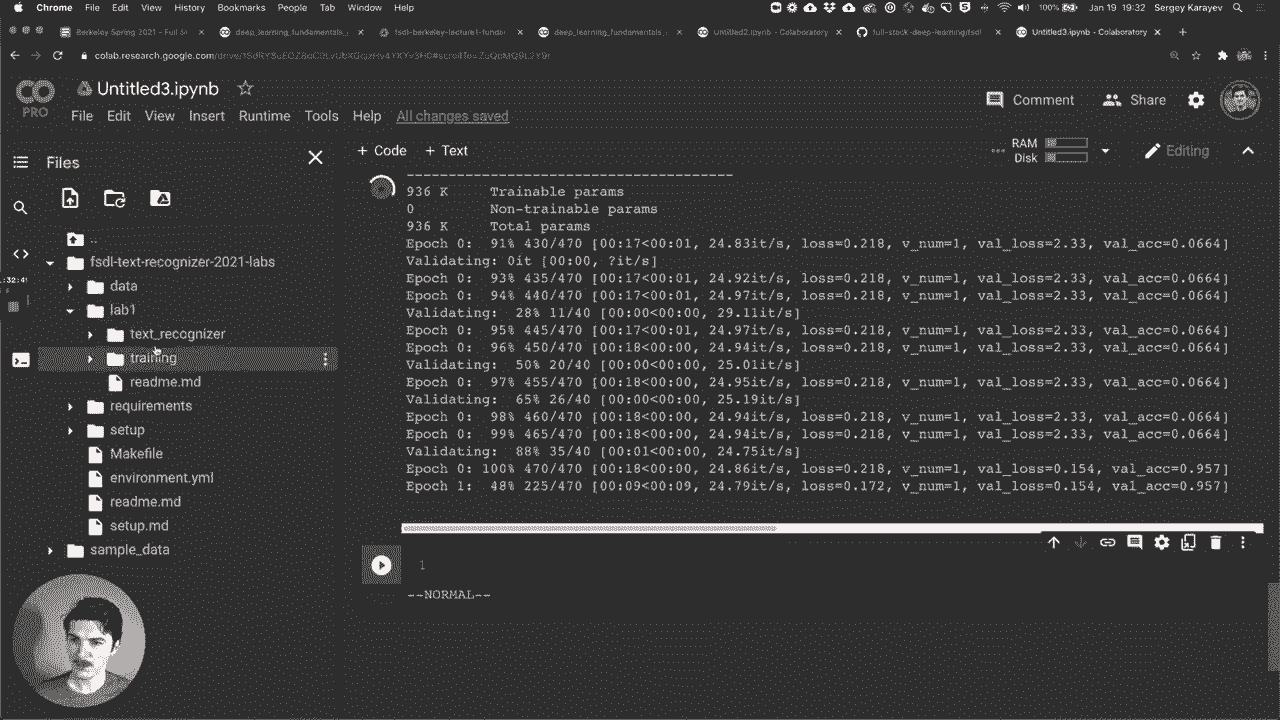 Chrome File Edit View History Bookmarks People Tab Window Help 100% Jan 19 19:32 Sergey Karayev
Berkeley Spring 2021 - Full S deep_learning_fundamentals_ fsdl-berkeley-lecture1-fundam deep_learning_fundamentals_ Untitled2.ipynb - Colaboratory full-stack-deep-learning/fsdl Untitled3.ipynb - Colaboratory
colab.research.google.com/drive/
PRO
Untitled3.ipynb
File Edit View Insert Runtime Tools Help All changes saved
Comment Share
+ Code + Text
RAM
Disk
Editing
Files
..
fsdl-text-recognizer-2021-labs
data
lab1
text_recognizer
training
readme.md
requirements
setup
Makefile
environment.yml
readme.md
setup.md
sample_data
:32:4
936 K Trainable params
0 Non-trainable params
936 K Total params
Epoch 0: 91% 430/470 [00:17<00:01, 24.83it/s, loss=0.218, v_num=1, val_loss=2.33, val_acc=0.0664]
Validating: 0it [00:00, ?it/s]
Epoch 0: 93% 435/470 [00:17<00:01, 24.92it/s, loss=0.218, v_num=1, val_loss=2.33, val_acc=0.0664]
Epoch 0: 94% 440/470 [00:17<00:01, 24.97it/s, loss=0.218, v_num=1, val_loss=2.33, val_acc=0.0664]
Validating: 28% 11/40 [00:00<00:00, 29.11it/s]
Epoch 0: 95% 445/470 [00:17<00:01, 24.97it/s, loss=0.218, v_num=1, val_loss=2.33, val_acc=0.0664]
Epoch 0: 96% 450/470 [00:18<00:00, 24.94it/s, loss=0.218, v_num=1, val_loss=2.33, val_acc=0.0664]
Validating: 50% 20/40 [00:00<00:00, 25.01it/s]
Epoch 0: 97% 455/470 [00:18<00:00, 24.95it/s, loss=0.218, v_num=1, val_loss=2.33, val_acc=0.0664]
Validating: 65% 26/40 [00:00<00:00, 25.19it/s]
Epoch 0: 98% 460/470 [00:18<00:00, 24.94it/s, loss=0.218, v_num=1, val_loss=2.33, val_acc=0.0664]
Epoch 0: 99% 465/470 [00:18<00:00, 24.94it/s, loss=0.218, v_num=1, val_loss=2.33, val_acc=0.0664]
Validating: 88% 35/40 [00:01<00:00, 24.75it/s]
Epoch 0: 100% 470/470 [00:18<00:00, 24.86it/s, loss=0.218, v_num=1, val_loss=0.154, val_acc=0.957]
Epoch 1: 48% 225/470 [00:09<00:09, 24.79it/s, loss=0.172, v_num=1, val_loss=0.154, val_acc=0.957]
1
--NORMAL--